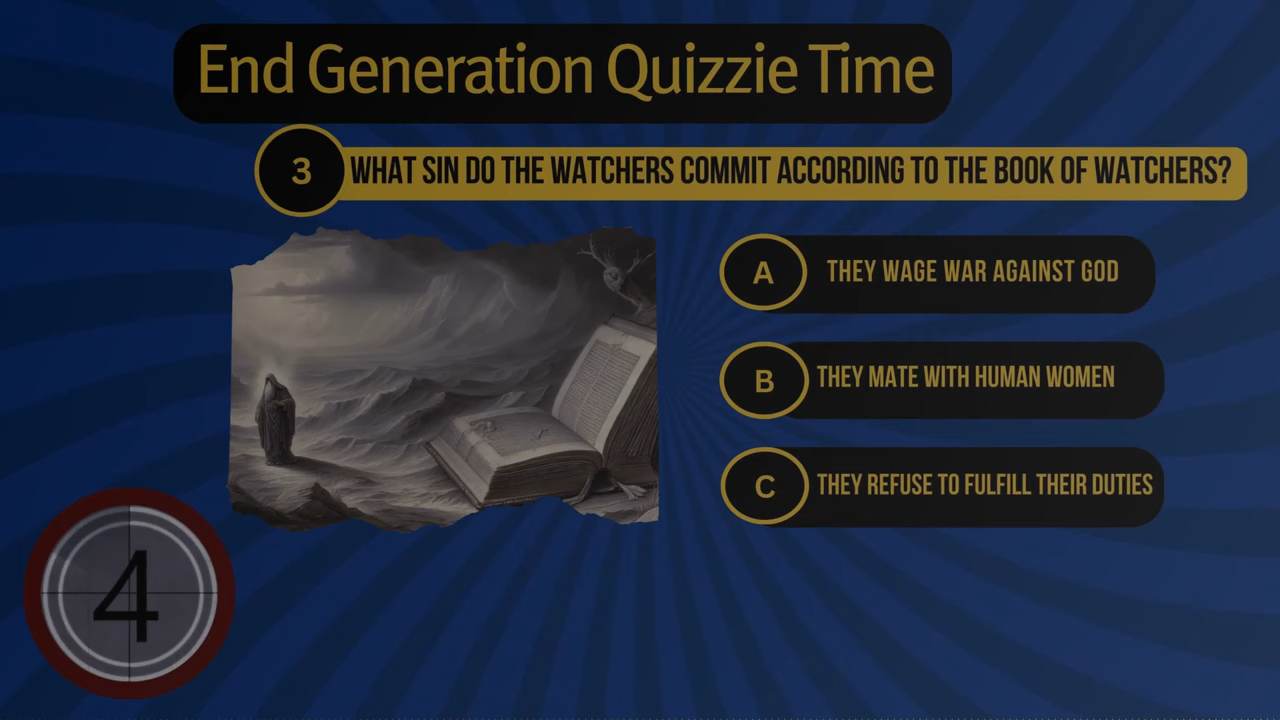 End Generation Quizzie Time
3 WHAT SIN DO THE WATCHERS COMMIT ACCORDING TO THE BOOK OF WATCHERS?
A THEY WAGE WAR AGAINST GOD
B THEY MATE WITH HUMAN WOMEN
C THEY REFUSE TO FULFILL THEIR DUTIES
4